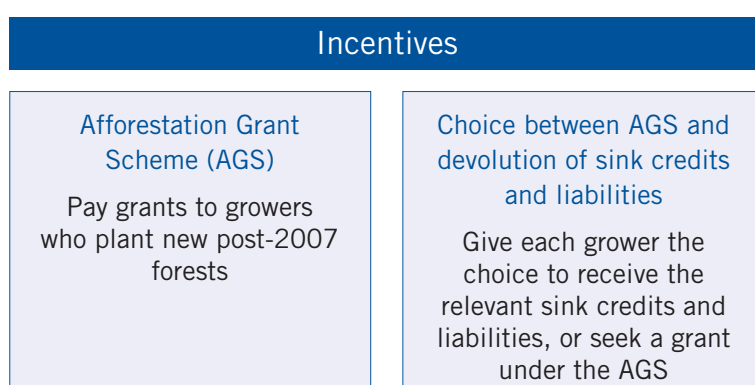 Incentives
Afforestation Grant
Scheme (AGS)
Pay grants to growers
who plant new post-2007
forests
Choice between AGS and
devolution of sink credits
and liabilities
Give each grower the
choice to receive the
relevant sink credits and
liabilities, or seek a grant
under the AGS